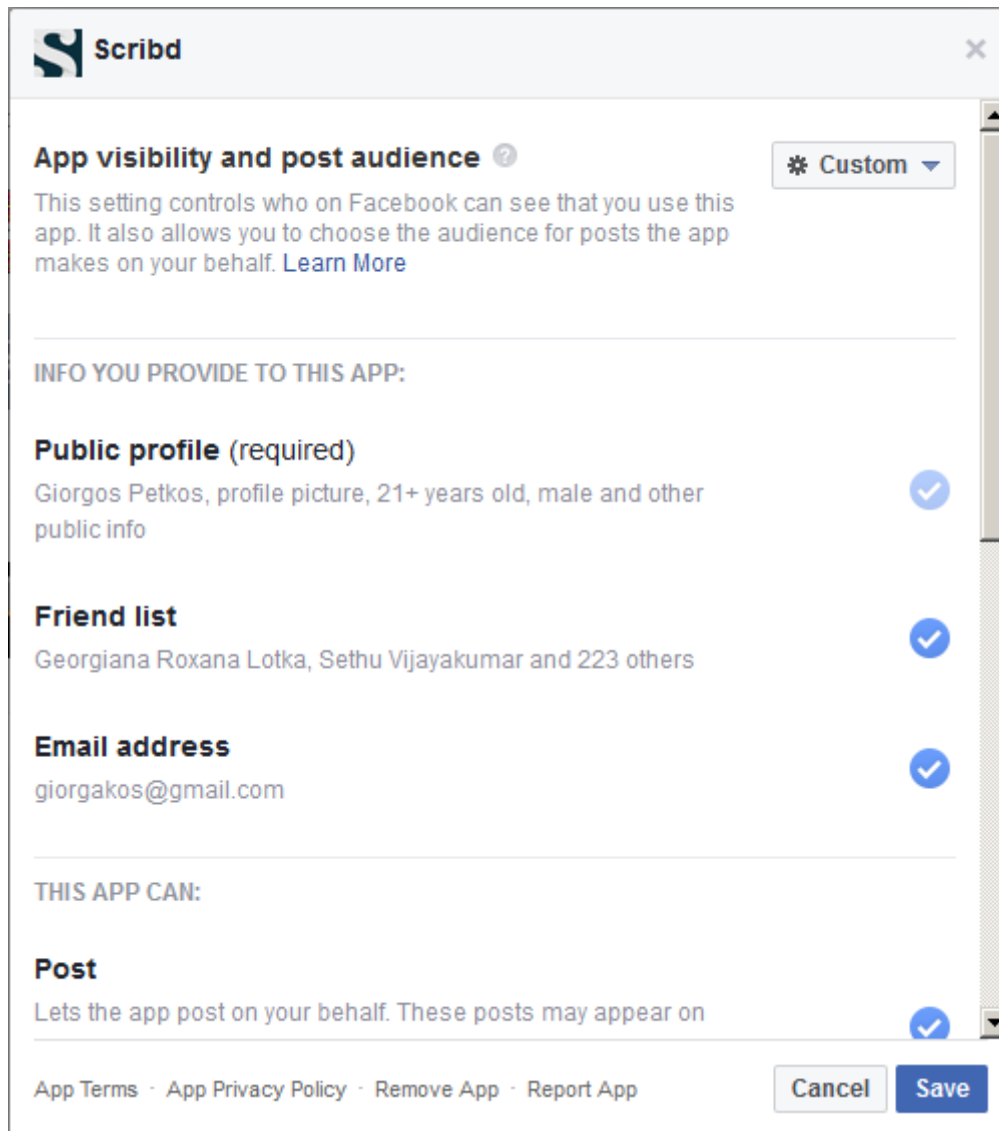 Scribd
App visibility and post audience ?
Custom
This setting controls who on Facebook can see that you use this
app. It also allows you to choose the audience for posts the app
makes on your behalf. Learn More
INFO YOU PROVIDE TO THIS APP:
Public profile (required)
Giorgos Petkos, profile picture, 21+ years old, male and other
public info
Friend list
Georgiana Roxana Lotka, Sethu Vijayakumar and 223 others
Email address
giorgakos@gmail.com
THIS APP CAN:
Post
Lets the app post on your behalf. These posts may appear on
App Terms · App Privacy Policy · Remove App · Report App
Cancel
Save